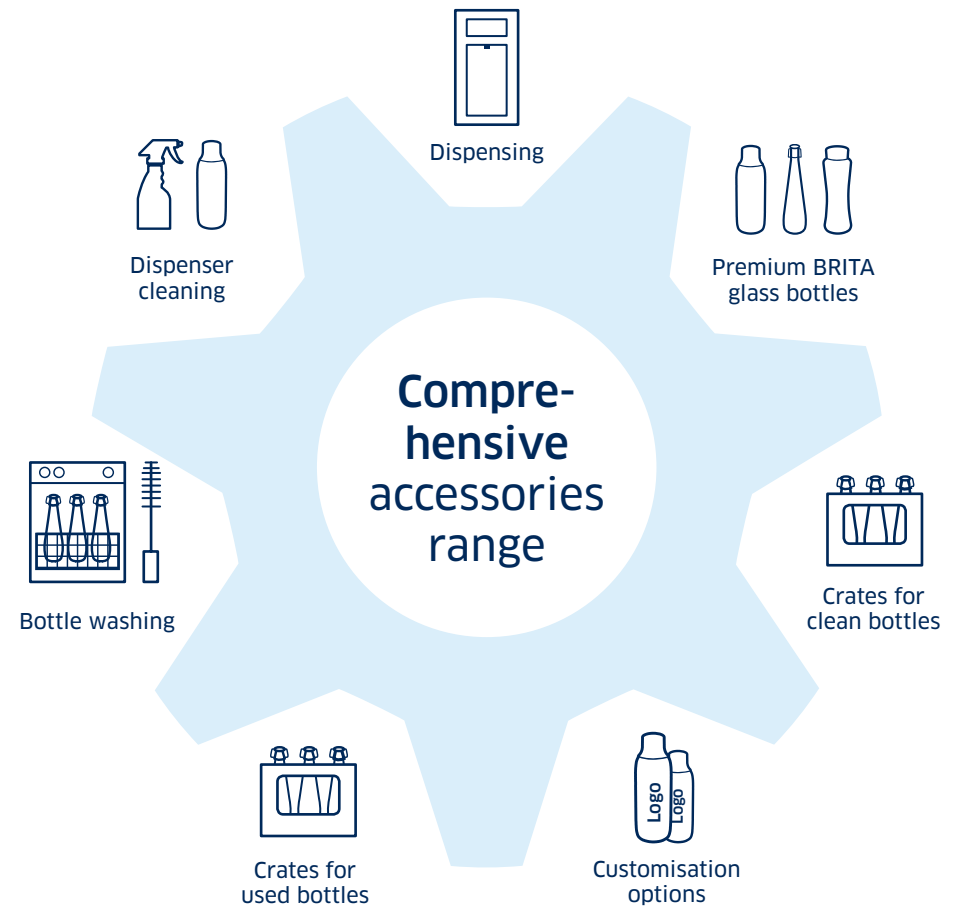 Dispensing
Dispenser
cleaning
Premium BRITA
glass bottles
Compre-
hensive
accessories
range
Bottle washing
Crates for
clean bottles
Logo
Logo
Crates for
used bottles
Customisation
options